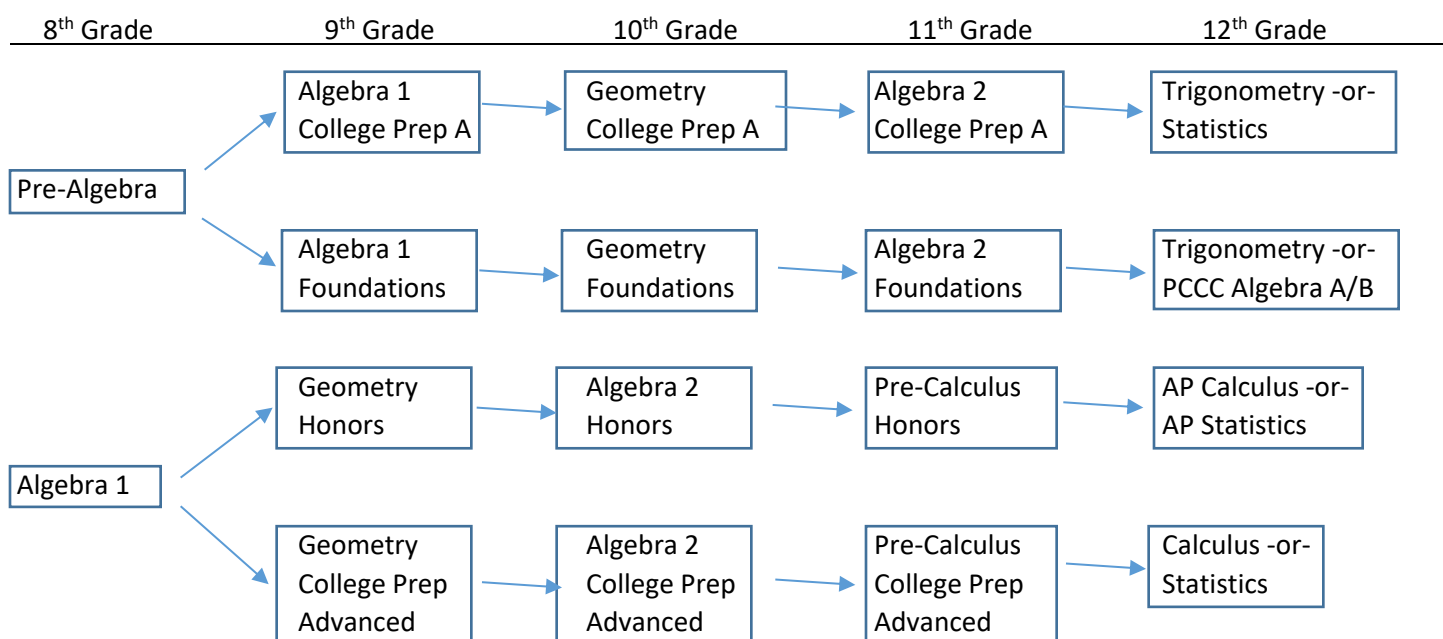 8th Grade 9th Grade 10th Grade 11th Grade 12th Grade
Algebra 1
College Prep A
Geometry
College Prep A
Algebra 2
College Prep A
Trigonometry -or-
Statistics
Pre-Algebra
Algebra 1
Foundations
Geometry
Foundations
Algebra 2
Foundations
Trigonometry -or-
PCCC Algebra A/B
Geometry
Honors
Algebra 2
Honors
Pre-Calculus
Honors
AP Calculus -or-
AP Statistics
Algebra 1
Geometry
College Prep
Advanced
Algebra 2
College Prep
Advanced
Pre-Calculus
College Prep
Advanced
Calculus -or-
Statistics